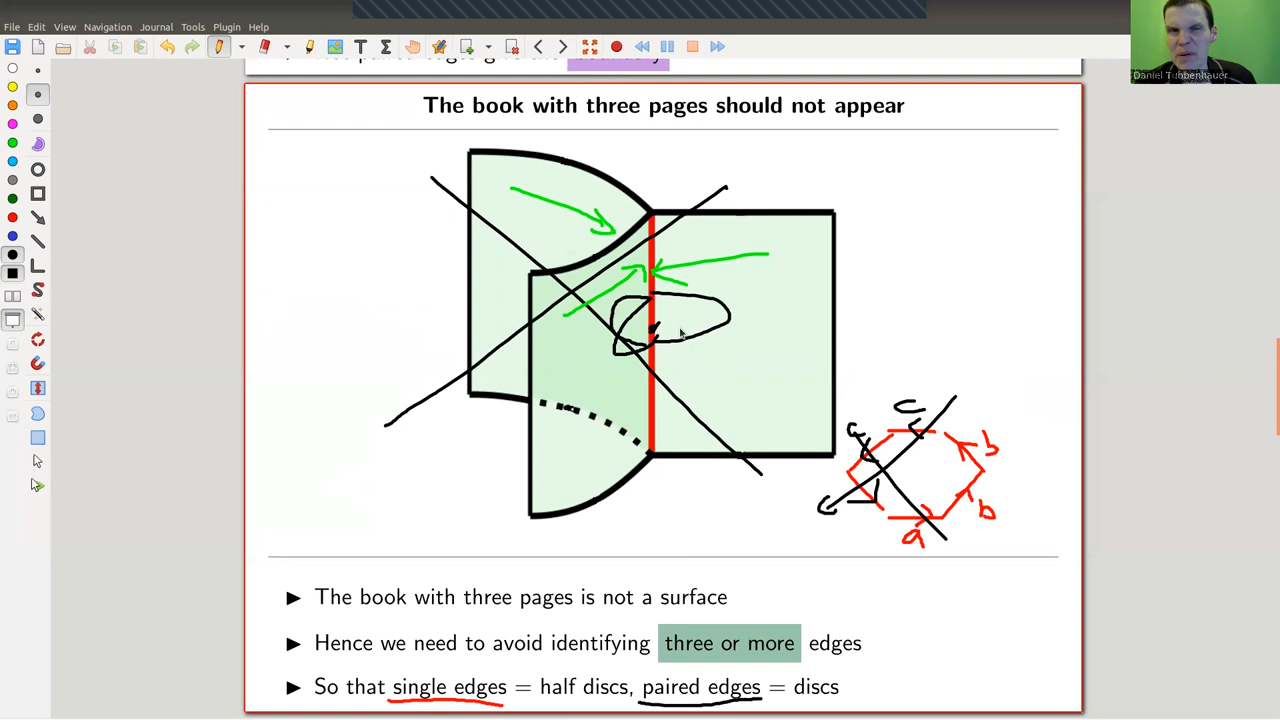 File Edit View Navigation Journal Tools Plugin Help
Daniel Tubbenhauer
The book with three pages should not appear
c
c
b
c
b
a
▶ The book with three pages is not a surface
▶ Hence we need to avoid identifying three or more edges
▶ So that single edges = half discs, paired edges = discs